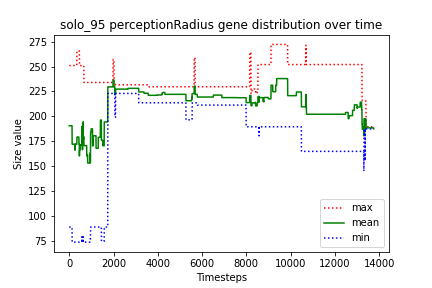 solo_95 perceptionRadius gene distribution over time
Size value
275
250
225
200
175
150
125
100
75
0
2000
4000
6000
8000
10000
12000
14000
Timesteps
max
mean
min